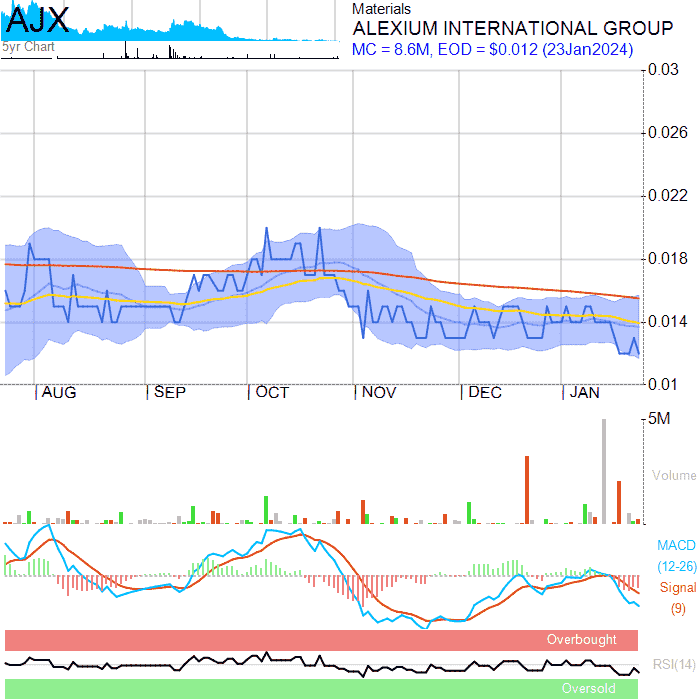 AJX
5yr Chart
Materials
ALEXIUM INTERNATIONAL GROUP
MC = 8.6M, EOD = $0.012 (23Jan2024)
0.03
0.026
0.022
0.018
0.014
0.01
AUG SEP OCT NOV DEC JAN
5M
Volume
MACD
(12-26)
Signal
(9)
Overbought
RSI(14)
Oversold